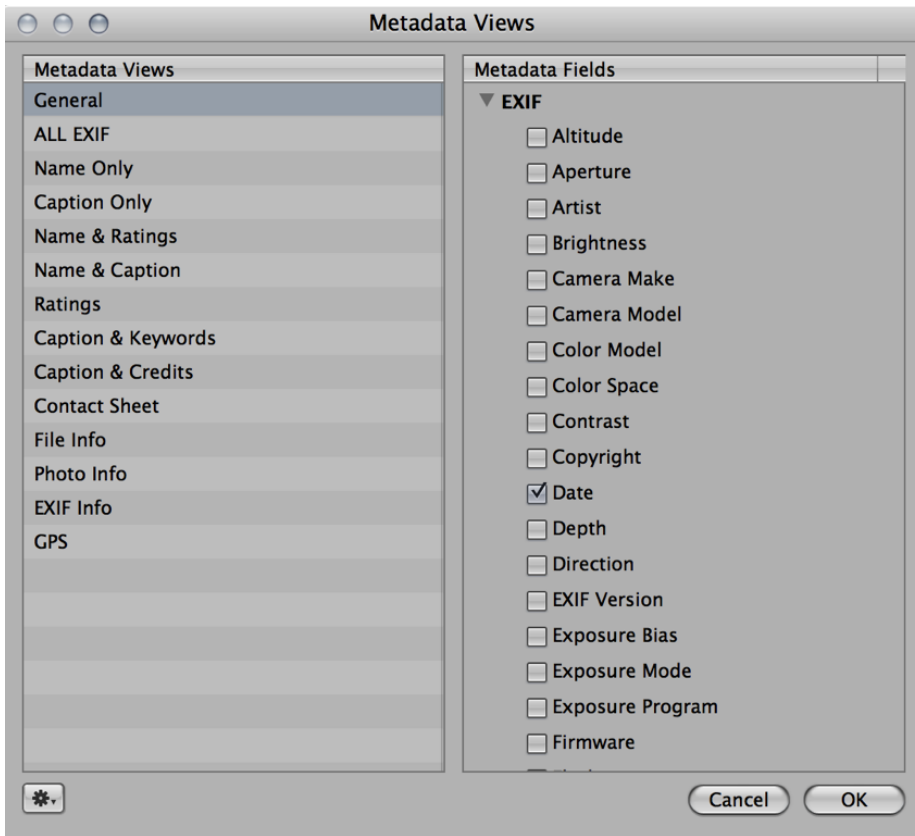 Metadata Views
Metadata Views
General
ALL EXIF
Name Only
Caption Only
Name & Ratings
Name & Caption
Ratings
Caption & Keywords
Caption & Credits
Contact Sheet
File Info
Photo Info
EXIF Info
GPS
Metadata Fields
EXIF
Altitude
Aperture
Artist
Brightness
Camera Make
Camera Model
Color Model
Color Space
Contrast
Copyright
Date
Depth
Direction
EXIF Version
Exposure Bias
Exposure Mode
Exposure Program
Firmware
Cancel
OK